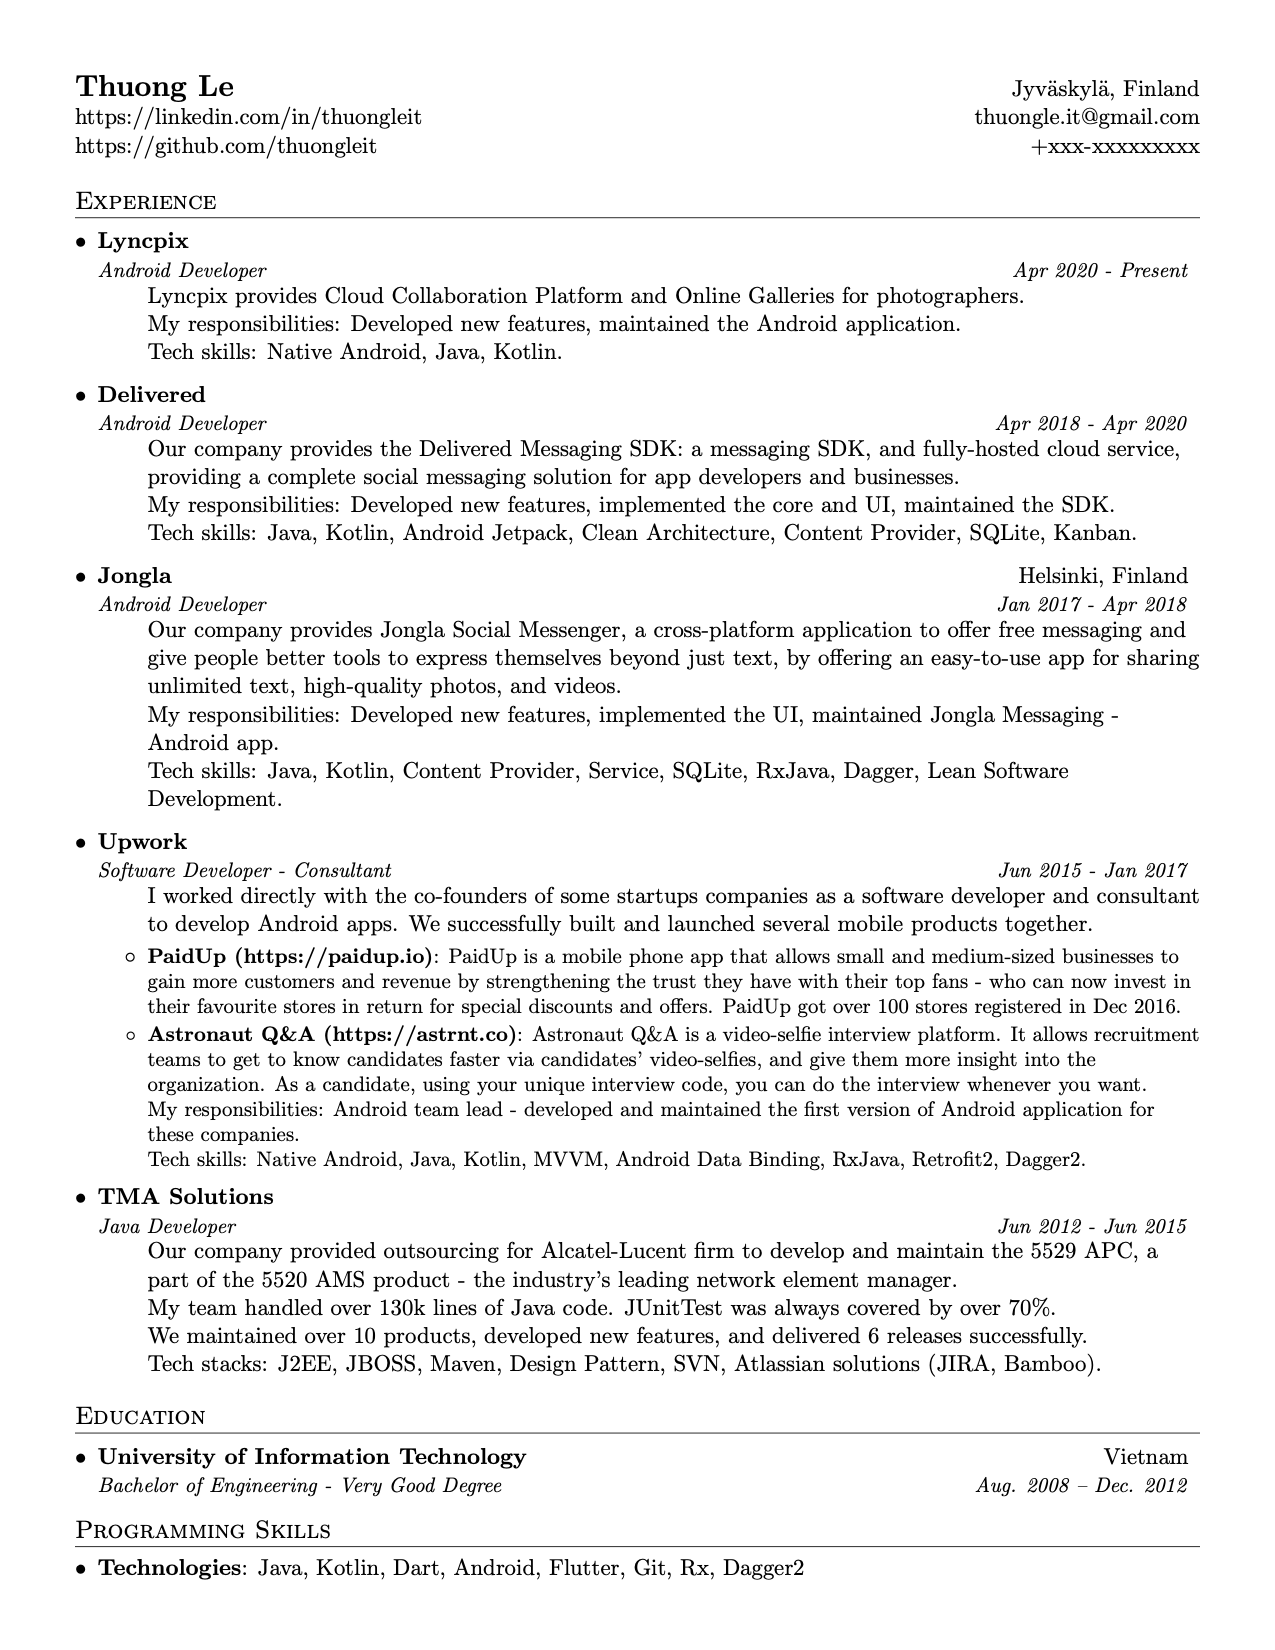 Thuong Le
Jyväskylä, Finland
https://linkedin.com/in/thuongleit
thuongle.it@gmail.com
https://github.com/thuongleit
+xxx-xxxxxxxxx
Experience
• Lyncpix
Android Developer
Apr 2020 - Present
Lyncpix provides Cloud Collaboration Platform and Online Galleries for photographers.
My responsibilities: Developed new features, maintained the Android application.
Tech skills: Native Android, Java, Kotlin.
• Delivered
Android Developer
Apr 2018 - Apr 2020
Our company provides the Delivered Messaging SDK: a messaging SDK, and fully-hosted cloud service,
providing a complete social messaging solution for app developers and businesses.
My responsibilities: Developed new features, implemented the core and UI, maintained the SDK.
Tech skills: Java, Kotlin, Android Jetpack, Clean Architecture, Content Provider, SQLite, Kanban.
• Jongla
Helsinki, Finland
Android Developer
Jan 2017 - Apr 2018
Our company provides Jongla Social Messenger, a cross-platform application to offer free messaging and
give people better tools to express themselves beyond just text, by offering an easy-to-use app for sharing
unlimited text, high-quality photos, and videos.
My responsibilities: Developed new features, implemented the UI, maintained Jongla Messaging -
Android app.
Tech skills: Java, Kotlin, Content Provider, Service, SQLite, RxJava, Dagger, Lean Software
Development.
• Upwork
Software Developer - Consultant
Jun 2015 - Jan 2017
I worked directly with the co-founders of some startups companies as a software developer and consultant
to develop Android apps. We successfully built and launched several mobile products together.
◦ PaidUp (https://paidup.io): PaidUp is a mobile phone app that allows small and medium-sized businesses to
gain more customers and revenue by strengthening the trust they have with their top fans - who can now invest in
their favourite stores in return for special discounts and offers. PaidUp got over 100 stores registered in Dec 2016.
◦ Astronaut Q&A (https://astrnt.co): Astronaut Q&A is a video-selfie interview platform. It allows recruitment
teams to get to know candidates faster via candidates' video-selfies, and give them more insight into the
organization. As a candidate, using your unique interview code, you can do the interview whenever you want.
My responsibilities: Android team lead - developed and maintained the first version of Android application for
these companies.
Tech skills: Native Android, Java, Kotlin, MVVM, Android Data Binding, RxJava, Retrofit2, Dagger2.
• TMA Solutions
Java Developer
Jun 2012 - Jun 2015
Our company provided outsourcing for Alcatel-Lucent firm to develop and maintain the 5529 APC, a
part of the 5520 AMS product - the industry's leading network element manager.
My team handled over 130k lines of Java code. JUnitTest was always covered by over 70%.
We maintained over 10 products, developed new features, and delivered 6 releases successfully.
Tech stacks: J2EE, JBOSS, Maven, Design Pattern, SVN, Atlassian solutions (JIRA, Bamboo).
Education
• University of Information Technology
Vietnam
Bachelor of Engineering - Very Good Degree
Aug. 2008 – Dec. 2012
Programming Skills
• Technologies: Java, Kotlin, Dart, Android, Flutter, Git, Rx, Dagger2